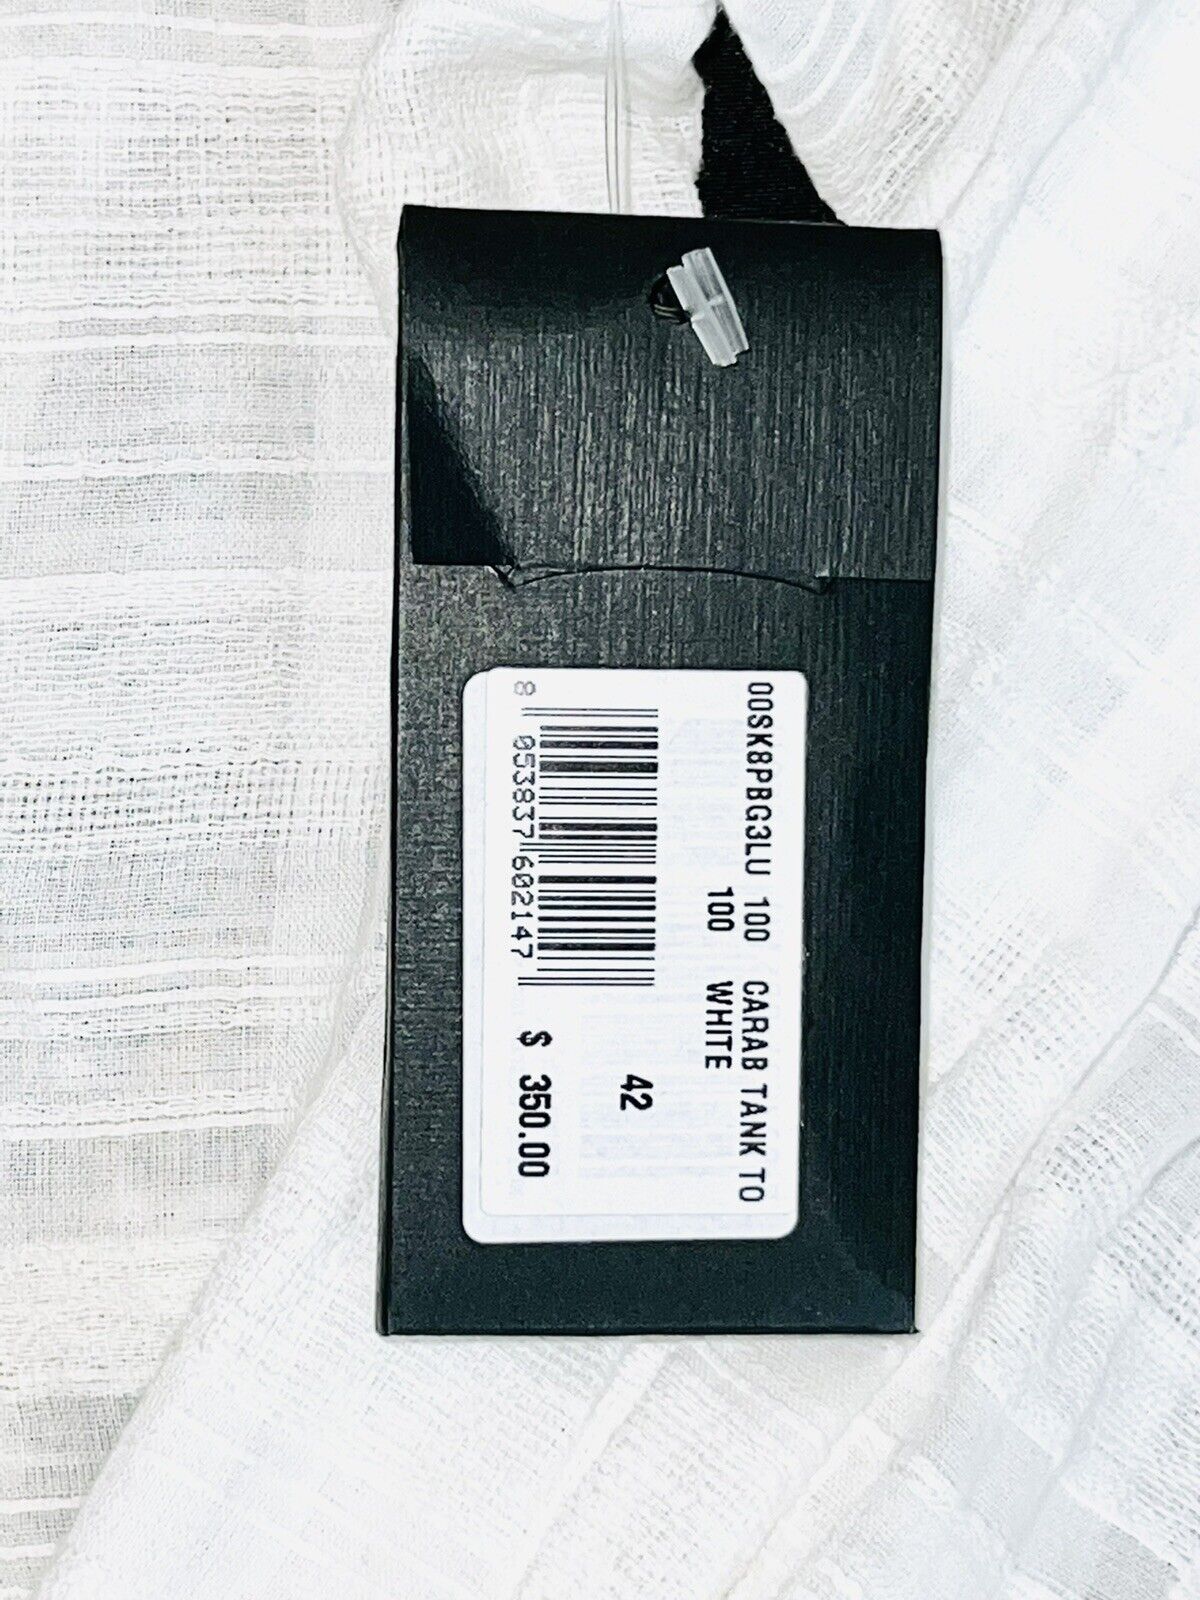 00SK8PBG3LU 100 CARAB TANK TO
100 WHITE
42
8 053837 602147
$ 350.00